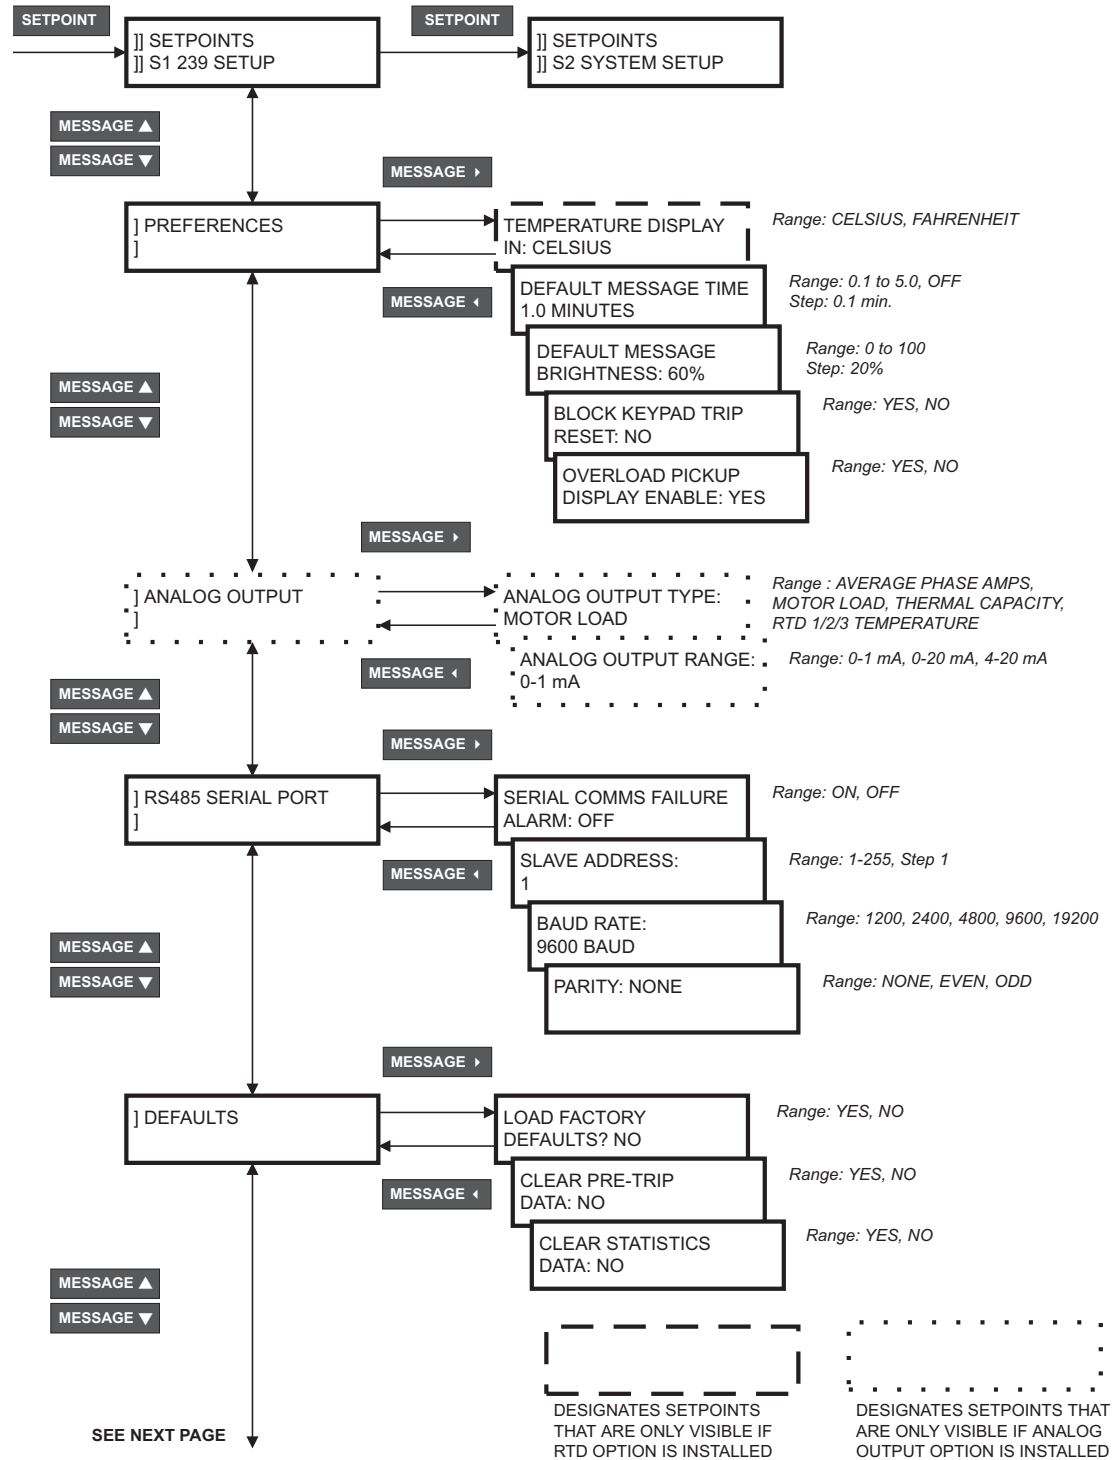 SETPOINT
SETPOINT
]] SETPOINTS
]] S1 239 SETUP
]] SETPOINTS
]] S2 SYSTEM SETUP
MESSAGE ▲
MESSAGE ▼
MESSAGE ▸
] PREFERENCES
]
TEMPERATURE DISPLAY
IN: CELSIUS
Range: CELSIUS, FAHRENHEIT
MESSAGE ◂
DEFAULT MESSAGE TIME
1.0 MINUTES
Range: 0.1 to 5.0, OFF
Step: 0.1 min.
DEFAULT MESSAGE
BRIGHTNESS: 60%
Range: 0 to 100
Step: 20%
MESSAGE ▲
MESSAGE ▼
BLOCK KEYPAD TRIP
RESET: NO
Range: YES, NO
OVERLOAD PICKUP
DISPLAY ENABLE: YES
Range: YES, NO
MESSAGE ▸
] ANALOG OUTPUT
]
ANALOG OUTPUT TYPE:
MOTOR LOAD
Range : AVERAGE PHASE AMPS,
MOTOR LOAD, THERMAL CAPACITY,
RTD 1/2/3 TEMPERATURE
MESSAGE ◂
ANALOG OUTPUT RANGE:
0-1 mA
Range: 0-1 mA, 0-20 mA, 4-20 mA
MESSAGE ▲
MESSAGE ▼
MESSAGE ▸
] RS485 SERIAL PORT
]
SERIAL COMMS FAILURE
ALARM: OFF
Range: ON, OFF
MESSAGE ◂
SLAVE ADDRESS:
1
Range: 1-255, Step 1
BAUD RATE:
9600 BAUD
Range: 1200, 2400, 4800, 9600, 19200
MESSAGE ▲
MESSAGE ▼
PARITY: NONE
Range: NONE, EVEN, ODD
MESSAGE ▸
] DEFAULTS
LOAD FACTORY
DEFAULTS? NO
Range: YES, NO
MESSAGE ◂
CLEAR PRE-TRIP
DATA: NO
Range: YES, NO
CLEAR STATISTICS
DATA: NO
Range: YES, NO
MESSAGE ▲
MESSAGE ▼
SEE NEXT PAGE
DESIGNATES SETPOINTS
THAT ARE ONLY VISIBLE IF
RTD OPTION IS INSTALLED
DESIGNATES SETPOINTS THAT
ARE ONLY VISIBLE IF ANALOG
OUTPUT OPTION IS INSTALLED